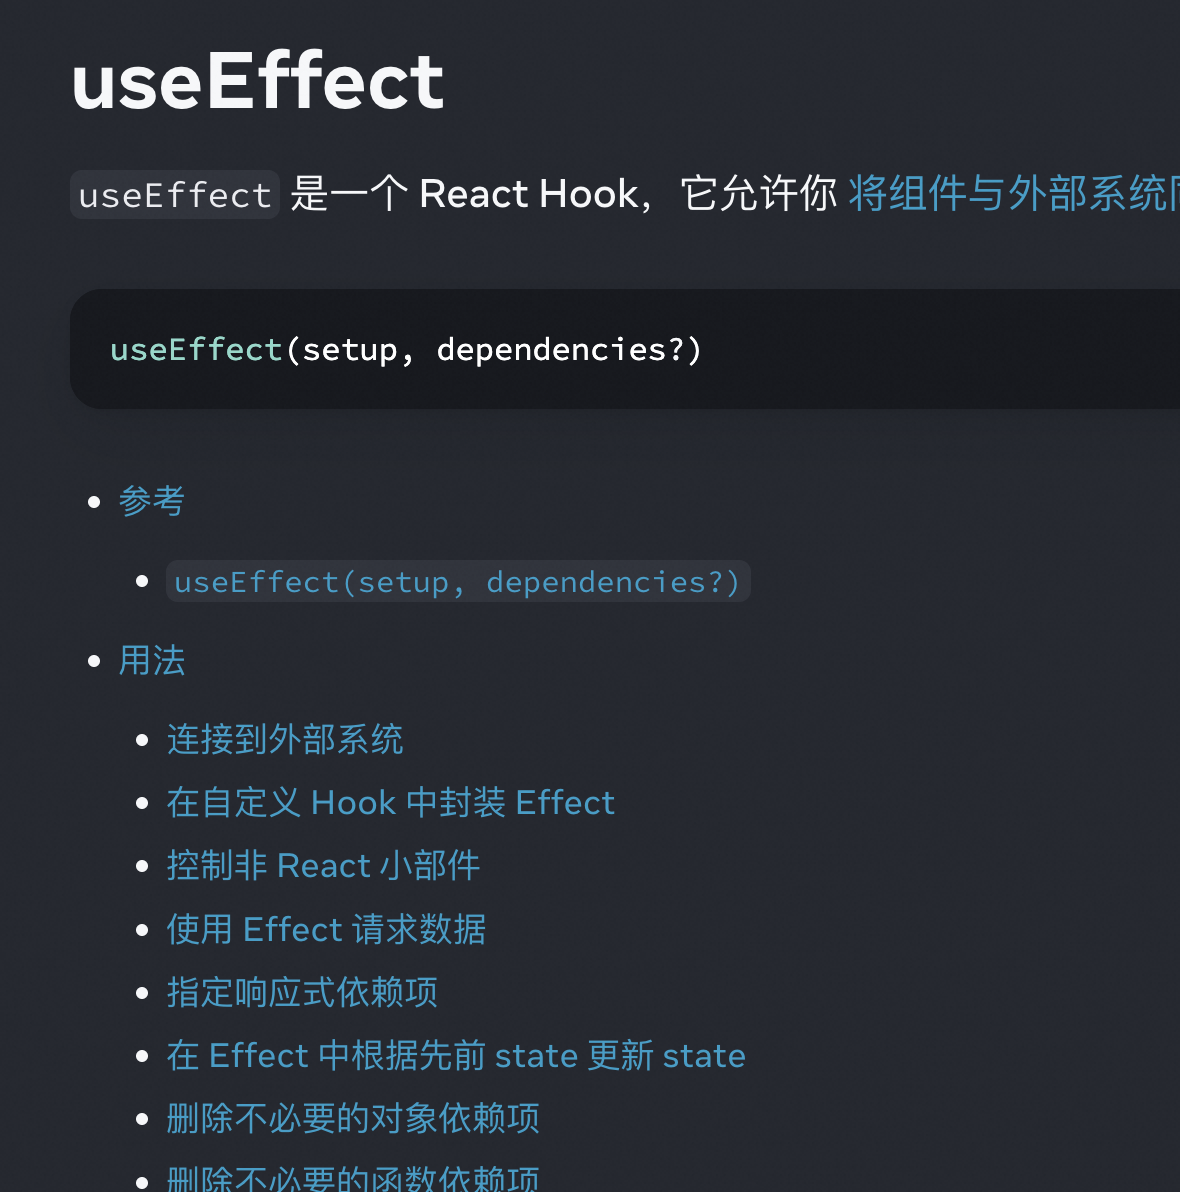 useEffect
useEffect 是一个 React Hook，它允许你 将组件与外部系统
useEffect(setup, dependencies?)
参考
useEffect(setup, dependencies?)
用法
连接到外部系统
在自定义 Hook 中封装 Effect
控制非 React 小部件
使用 Effect 请求数据
指定响应式依赖项
在 Effect 中根据先前 state 更新 state
删除不必要的对象依赖项
删除不必要的函数依赖项